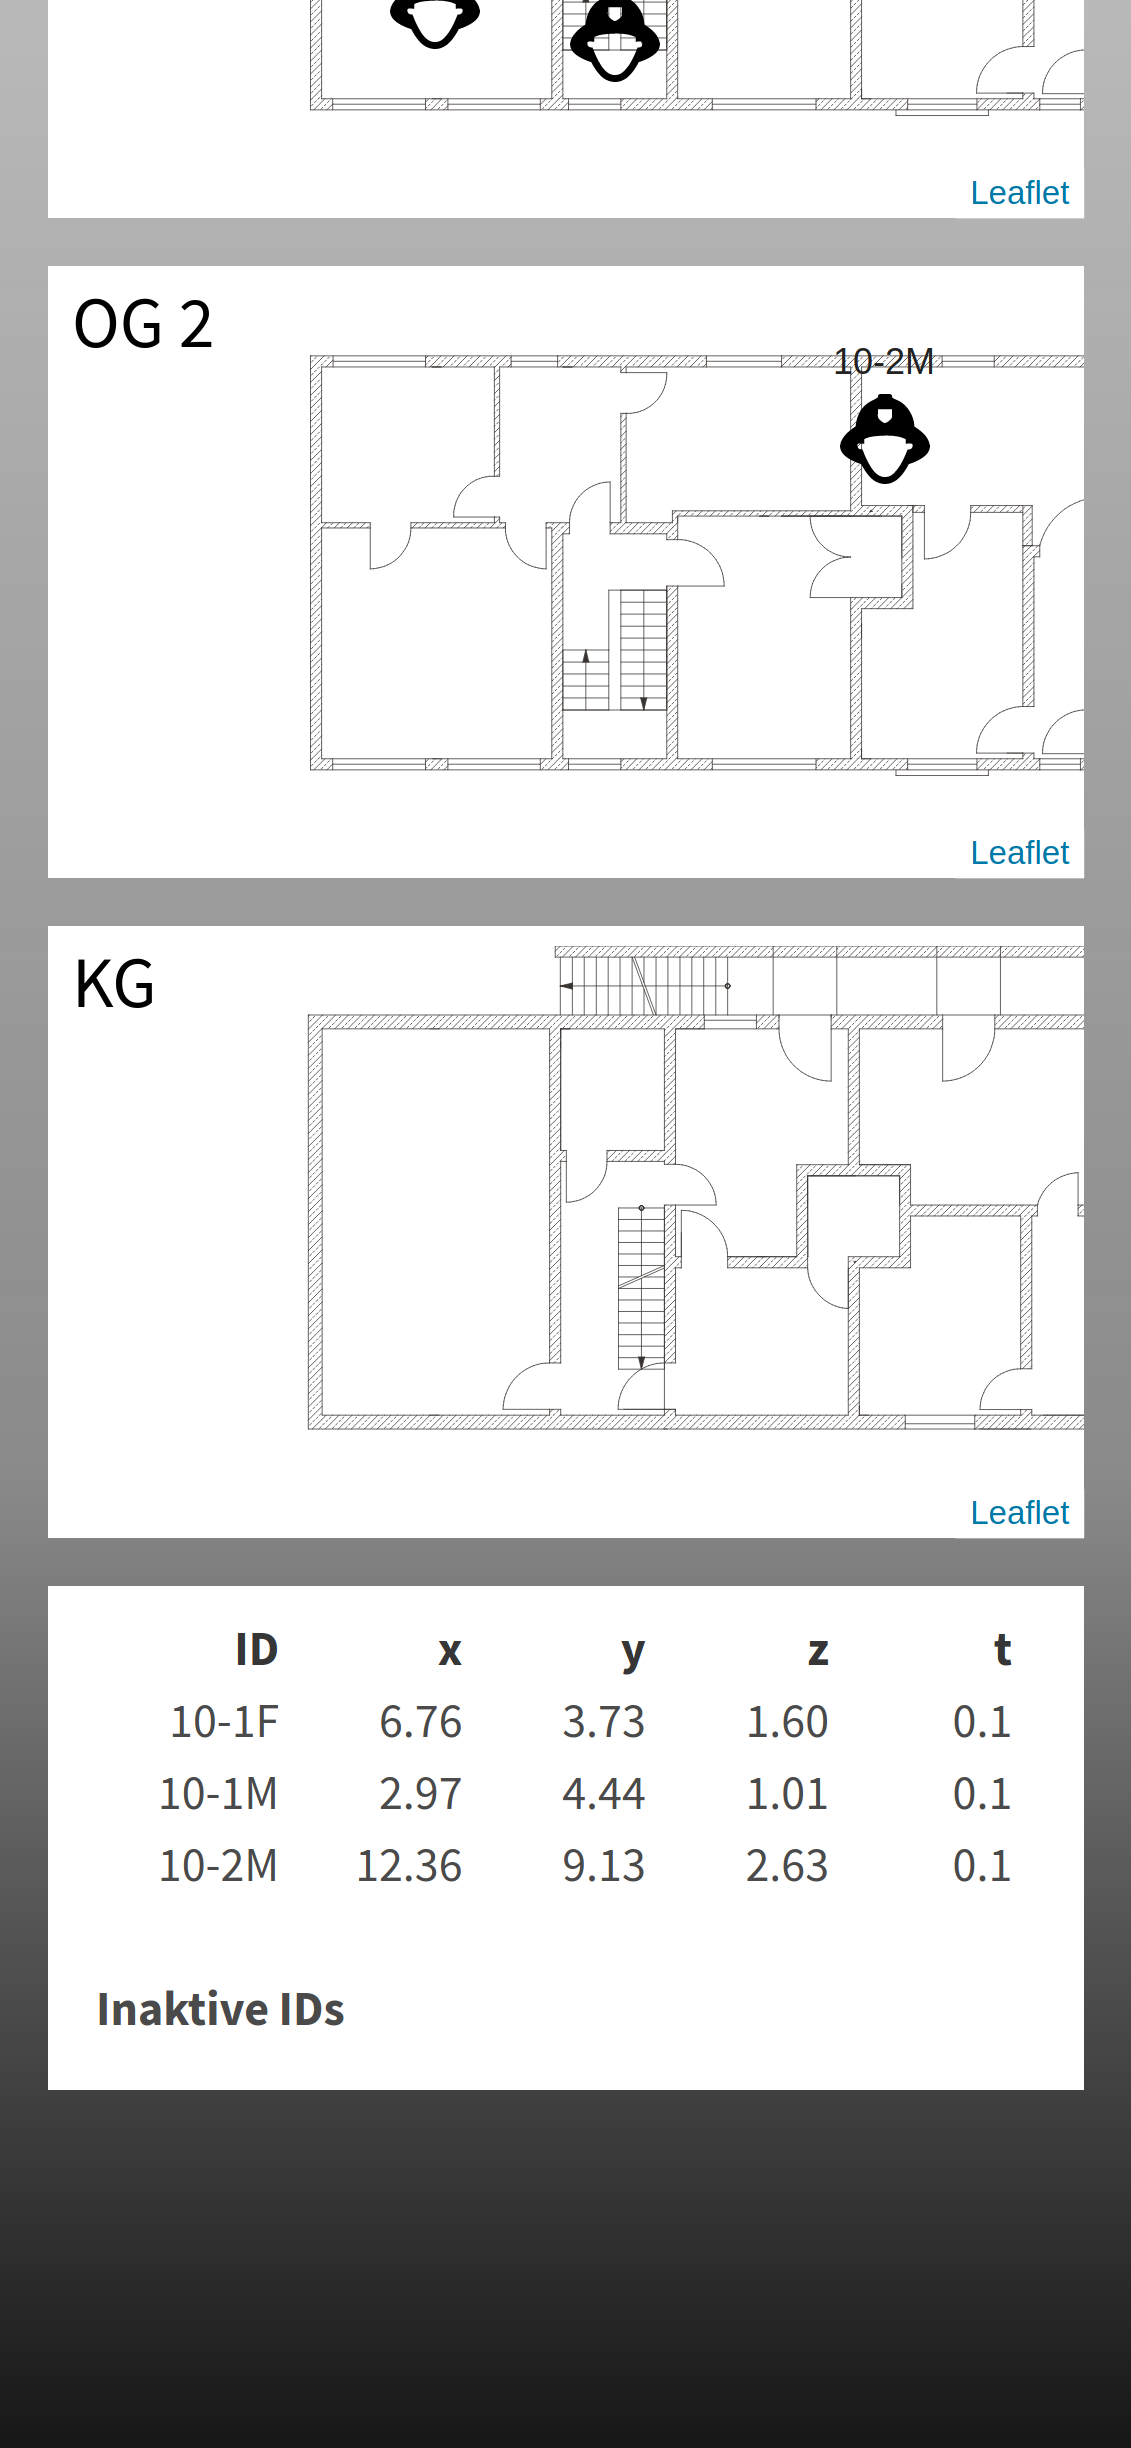 Leaflet
OG 2
10-2M
Leaflet
KG
Leaflet
ID x y z t
10-1F 6.76 3.73 1.60 0.1
10-1M 2.97 4.44 1.01 0.1
10-2M 12.36 9.13 2.63 0.1
Inaktive IDs